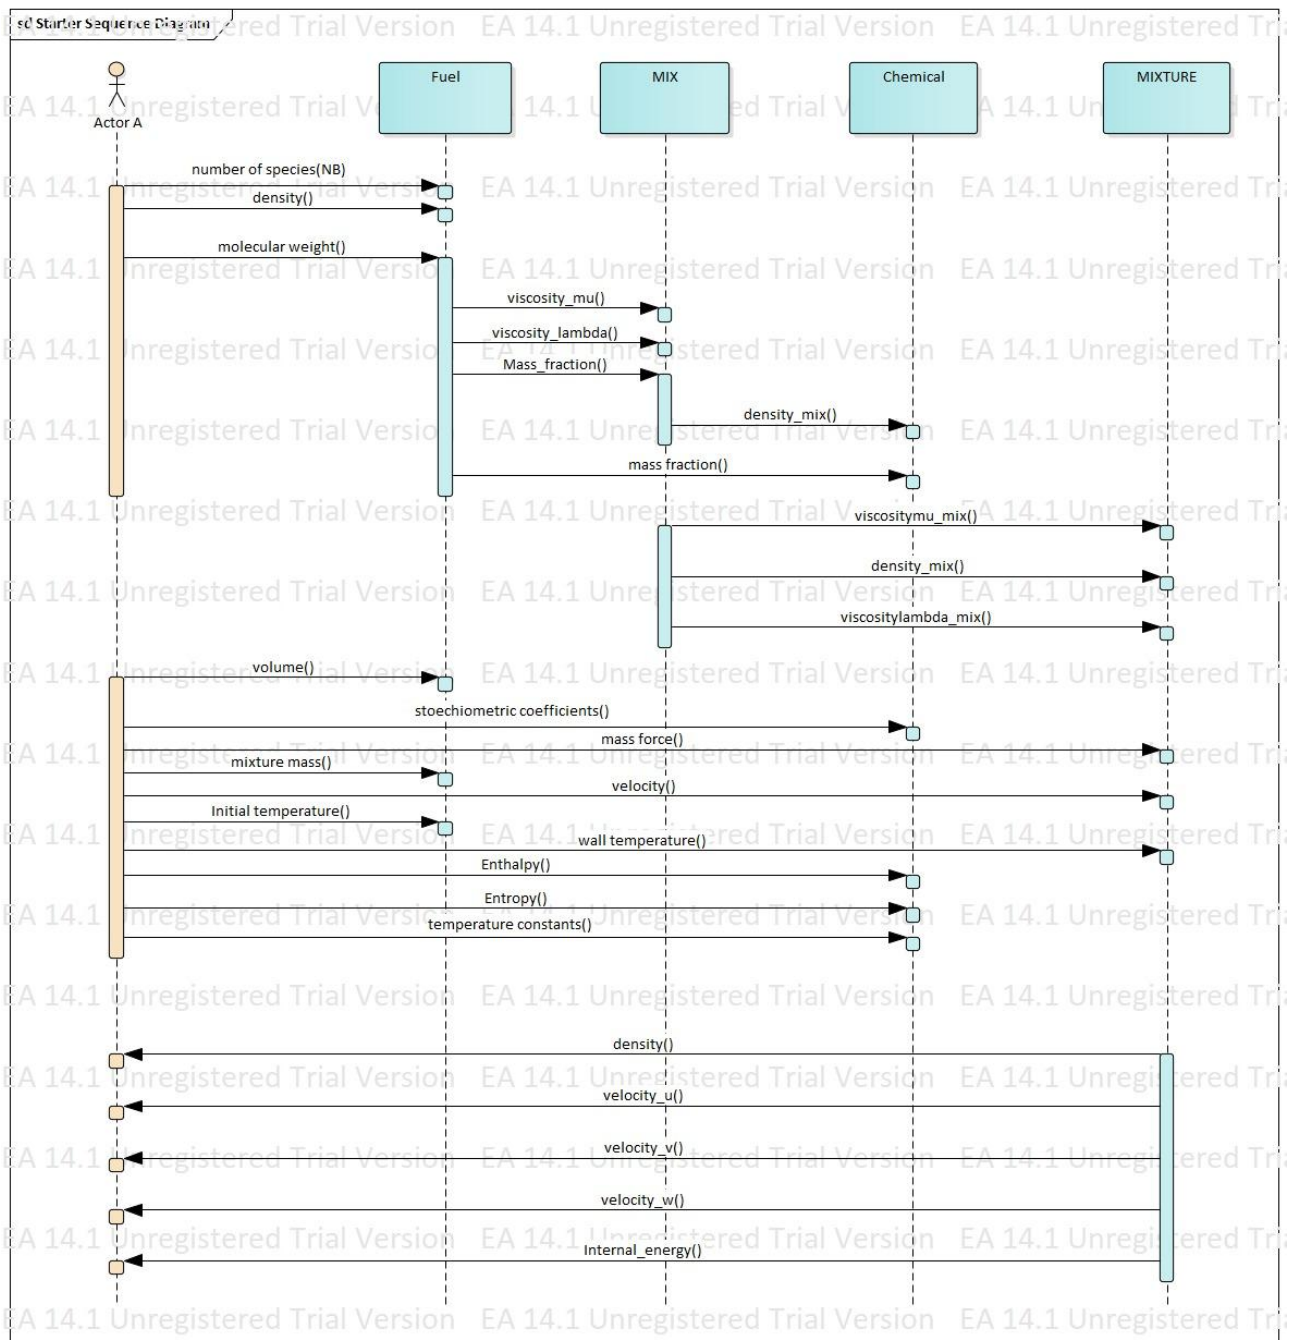 sd Starter Sequence Diagram
Fuel
MIX
Chemical
MIXTURE
Actor A
number of species(NB)
density()
molecular weight()
viscosity_mu()
viscosity_lambda()
Mass_fraction()
density_mix()
mass fraction()
viscositymu_mix()
density_mix()
viscositylambda_mix()
volume()
stoechiometric coefficients()
mass force()
mixture mass()
velocity()
Initial temperature()
wall temperature()
Enthalpy()
Entropy()
temperature constants()
density()
velocity_u()
velocity_v()
velocity_w()
Internal_energy()
EA 14.1 Unregistered Trial Version